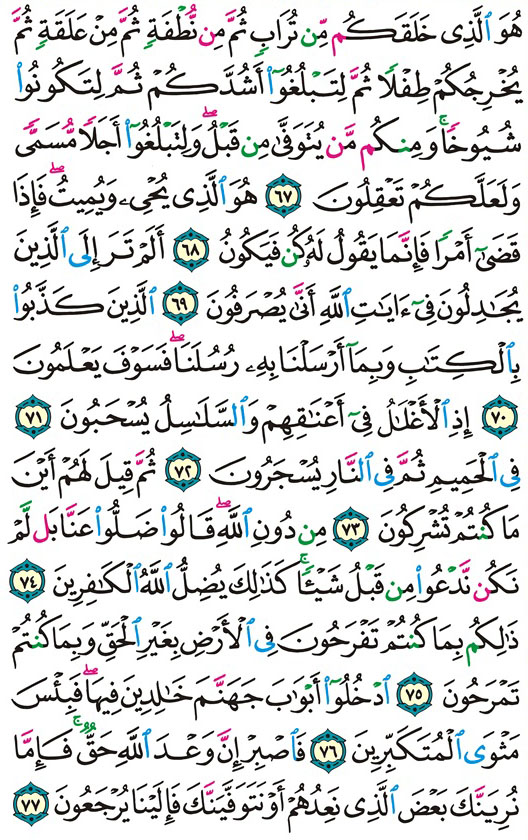 هُوَ ٱلَّذِى خَلَقَكُم مِّن تُرَابٍ ثُمَّ مِن نُّطْفَةٍ ثُمَّ مِنْ عَلَقَةٍ ثُمَّ
يُخْرِجُكُمْ طِفْلًا ثُمَّ لِتَبْلُغُوٓا۟ أَشُدَّكُمْ ثُمَّ لِتَكُونُوا۟
شُيُوخًا ۚ وَمِنكُم مَّن يُتَوَفَّىٰ مِن قَبْلُ ۖ وَلِتَبْلُغُوٓا۟ أَجَلًا مُّسَمًّى
وَلَعَلَّكُمْ تَعْقِلُونَ ٦٧ هُوَ ٱلَّذِى يُحْىِۦ وَيُمِيتُ ۖ فَإِذَا
قَضَىٰٓ أَمْرًا فَإِنَّمَا يَقُولُ لَهُۥ كُن فَيَكُونُ ٦٨ أَلَمْ تَرَ إِلَى ٱلَّذِينَ
يُجَـٰدِلُونَ فِىٓ ءَايَـٰتِ ٱللَّهِ أَنَّىٰ يُصْرَفُونَ ٦٩ ٱلَّذِينَ كَذَّبُوا۟
بِٱلْكِتَـٰبِ وَبِمَآ أَرْسَلْنَا بِهِۦ رُسُلَنَا ۖ فَسَوْفَ يَعْلَمُونَ
٧٠ إِذِ ٱلْأَغْلَـٰلُ فِىٓ أَعْنَـٰقِهِمْ وَٱلسَّلَـٰسِلُ يُسْحَبُونَ ٧١
فِى ٱلْحَمِيمِ ثُمَّ فِى ٱلنَّارِ يُسْجَرُونَ ٧٢ ثُمَّ قِيلَ لَهُمْ أَيْنَ
مَا كُنتُمْ تُشْرِكُونَ ٧٣ مِن دُونِ ٱللَّهِ ۖ قَالُوا۟ ضَلُّوا۟ عَنَّا بَل لَّمْ
نَكُن نَّدْعُوا۟ مِن قَبْلُ شَيْـًٔا ۚ كَذَٰلِكَ يُضِلُّ ٱللَّهُ ٱلْكَـٰفِرِينَ ٧٤
ذَٰلِكُم بِمَا كُنتُمْ تَفْرَحُونَ فِى ٱلْأَرْضِ بِغَيْرِ ٱلْحَقِّ وَبِمَا كُنتُمْ
تَمْرَحُونَ ٧٥ ٱدْخُلُوٓا۟ أَبْوَٰبَ جَهَنَّمَ خَـٰلِدِينَ فِيهَا ۖ فَبِئْسَ
مَثْوَى ٱلْمُتَكَبِّرِينَ ٧٦ فَٱصْبِرْ إِنَّ وَعْدَ ٱللَّهِ حَقٌّ ۚ فَإِمَّا
نُرِيَنَّكَ بَعْضَ ٱلَّذِى نَعِدُهُمْ أَوْ نَتَوَفَّيَنَّكَ فَإِلَيْنَا يُرْجَعُونَ ٧٧